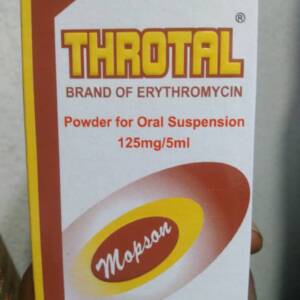 THROTAL®
BRAND OF ERYTHROMYCIN
Powder for Oral Suspension
125mg/5ml
Mopson